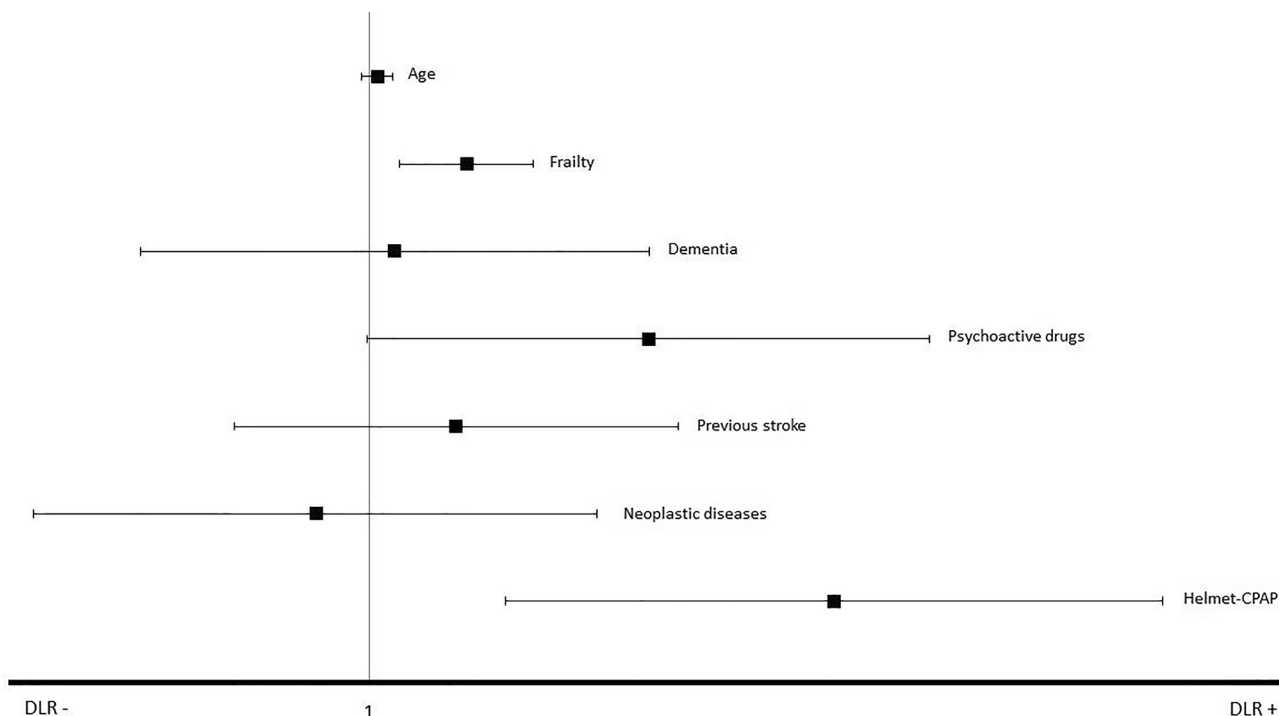 Age
Frailty
Dementia
Psychoactive drugs
Previous stroke
Neoplastic diseases
Helmet-CPAP
DLR - 1 DLR +